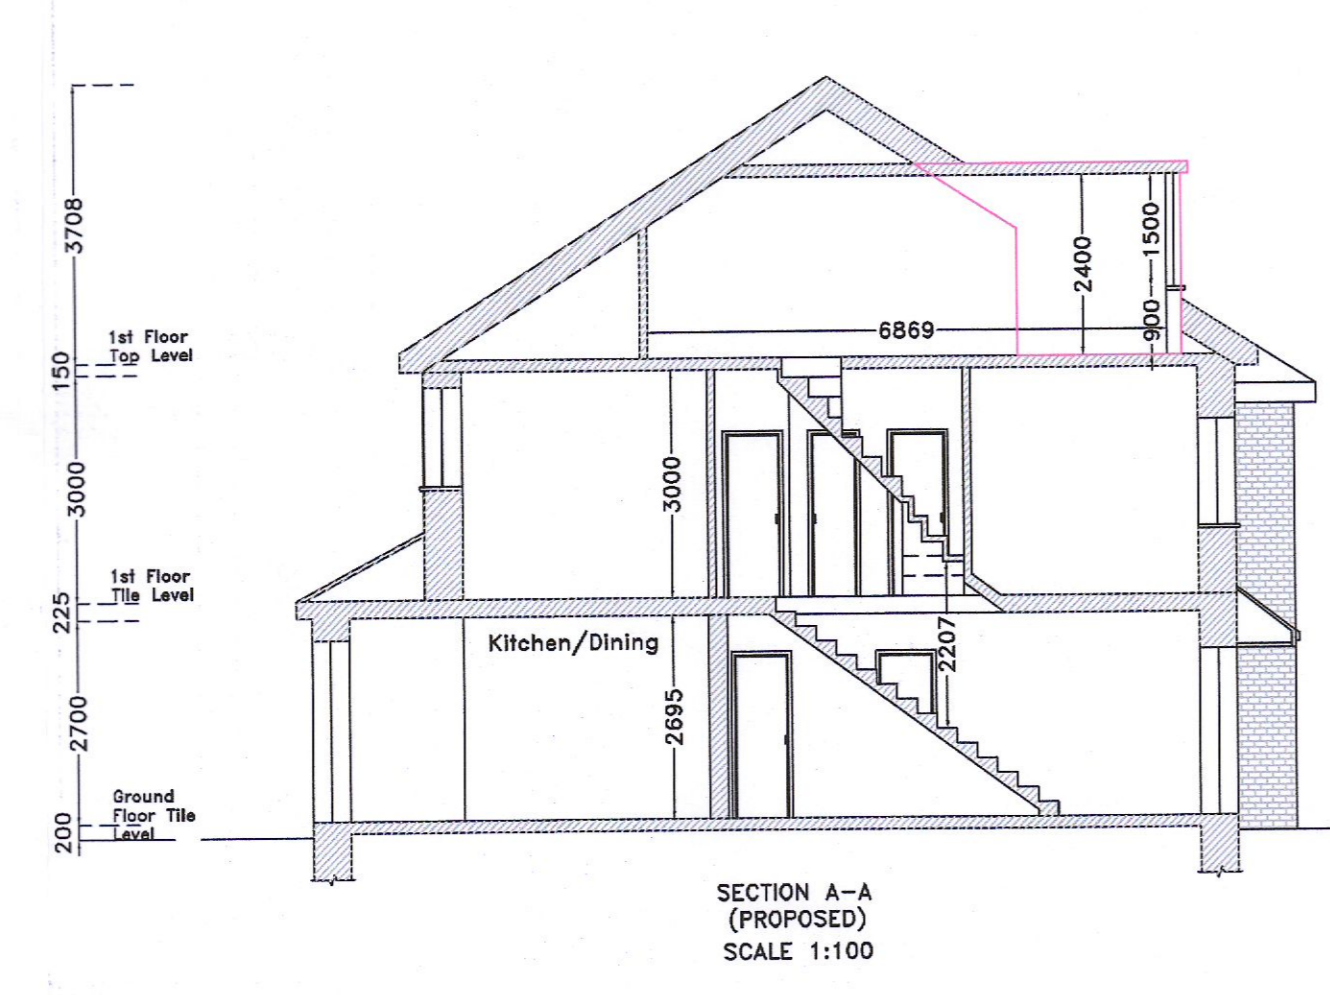 3708
1st Floor
Top Level
150
3000
1st Floor
Tile Level
225
2700
Ground
Floor Tile
Level
200
6869
2400
1500
900
3000
Kitchen/Dining
2695
2207
SECTION A-A
(PROPOSED)
SCALE 1:100